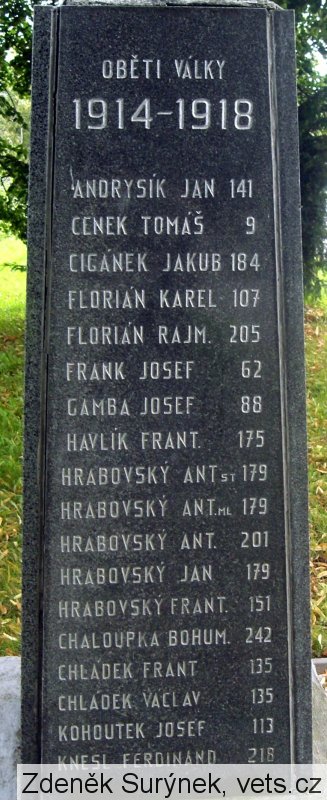 OBĚTI VÁLKY
1914-1918
ANDRYSÍK JAN 141
CENEK TOMÁŠ 9
CIGÁNEK JAKUB 184
FLORIÁN KAREL 107
FLORIÁN RAJM. 205
FRANK JOSEF 62
GAMBA JOSEF 88
HAVLÍK FRANT. 175
HRABOVSKÝ ANT ST 179
HRABOVSKÝ ANT. ML 179
HRABOVSKÝ ANT. 201
HRABOVSKÝ JAN 179
HRABOVSKÝ FRANT. 151
CHALOUPKA BOHUM. 242
CHLÁDEK FRANT 135
CHLÁDEK VÁCLAV 135
KOHOUTEK JOSEF 113
KNESL FERDINAND 218
Zdeněk Surýnek, vets.cz